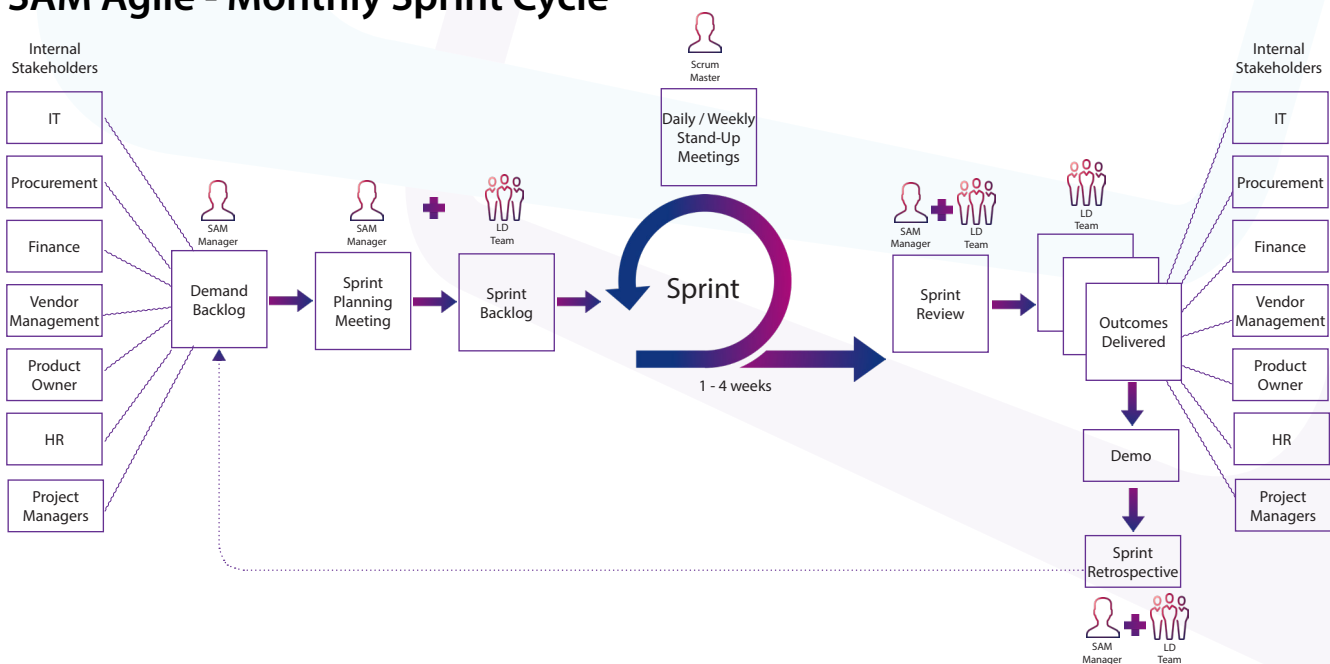 SAM Agile - Monthly Sprint Cycle
Internal
Stakeholders
IT
Procurement
Finance
Vendor
Management
Product
Owner
HR
Project
Managers
SAM
Manager
Demand
Backlog
SAM
Manager
Sprint
Planning
Meeting
LD
Team
Sprint
Backlog
Scrum
Master
Daily / Weekly
Stand-Up
Meetings
Sprint
1 - 4 weeks
SAM
Manager
LD
Team
Sprint
Review
LD
Team
Outcomes
Delivered
Demo
Sprint
Retrospective
SAM
Manager
LD
Team
Internal
Stakeholders
IT
Procurement
Finance
Vendor
Management
Product
Owner
HR
Project
Managers